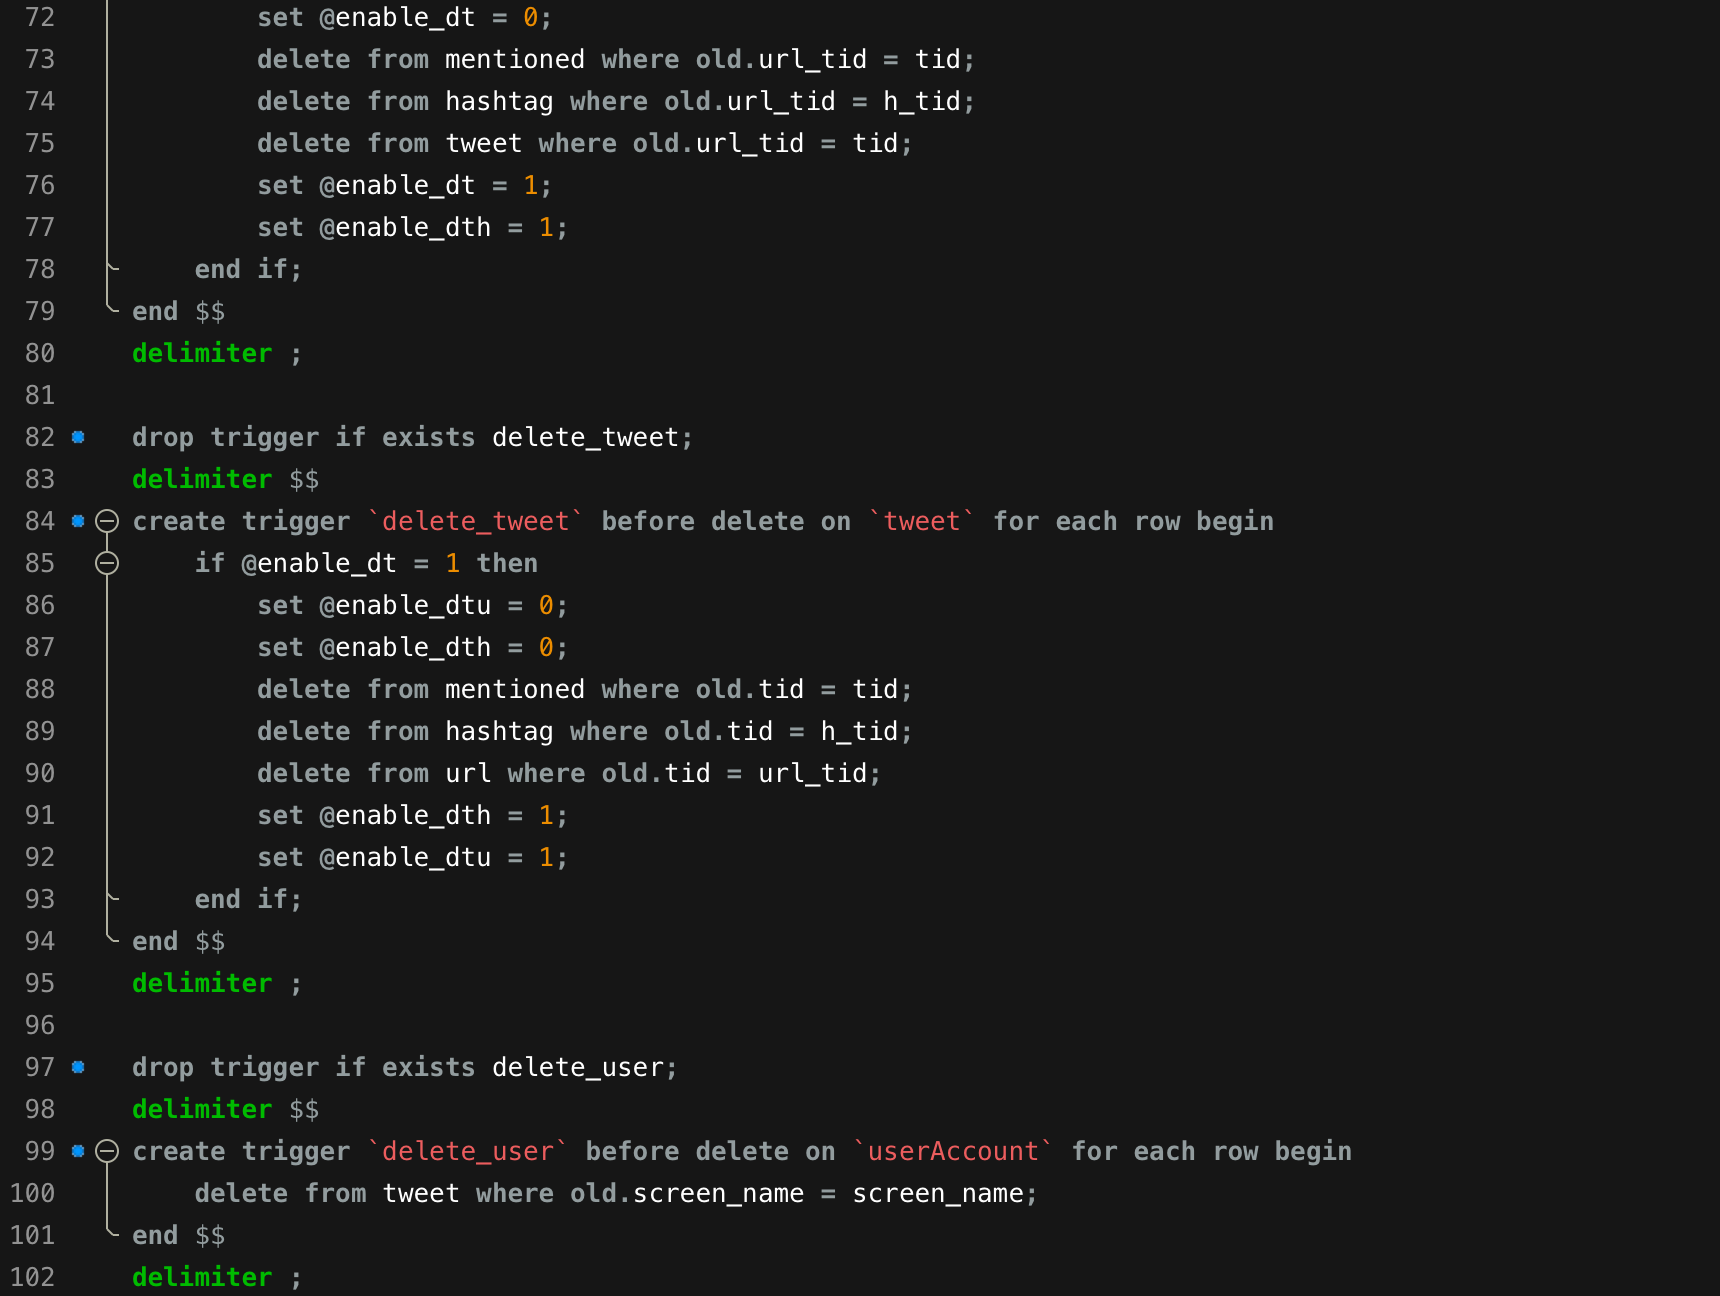 72 set @enable_dt = 0;
73 delete from mentioned where old.url_tid = tid;
74 delete from hashtag where old.url_tid = h_tid;
75 delete from tweet where old.url_tid = tid;
76 set @enable_dt = 1;
77 set @enable_dth = 1;
78 end if;
79 end $$
80 delimiter ;
81
82 drop trigger if exists delete_tweet;
83 delimiter $$
84 create trigger `delete_tweet` before delete on `tweet` for each row begin
85 if @enable_dt = 1 then
86 set @enable_dtu = 0;
87 set @enable_dth = 0;
88 delete from mentioned where old.tid = tid;
89 delete from hashtag where old.tid = h_tid;
90 delete from url where old.tid = url_tid;
91 set @enable_dth = 1;
92 set @enable_dtu = 1;
93 end if;
94 end $$
95 delimiter ;
96
97 drop trigger if exists delete_user;
98 delimiter $$
99 create trigger `delete_user` before delete on `userAccount` for each row begin
100 delete from tweet where old.screen_name = screen_name;
101 end $$
102 delimiter ;